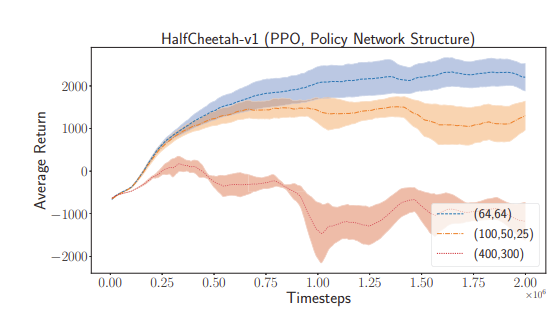 HalfCheetah-v1 (PPO, Policy Network Structure)
Average Return
2000
1000
0
−1000
−2000
(64,64)
(100,50,25)
(400,300)
0.00 0.25 0.50 0.75 1.00 1.25 1.50 1.75 2.00
Timesteps
×10⁶